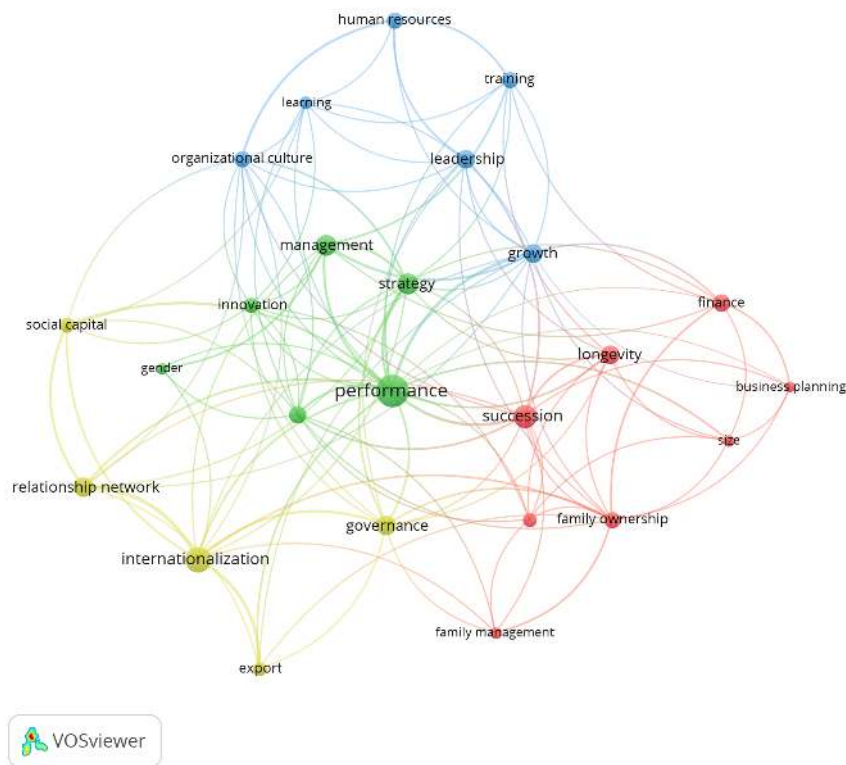 human resources
training
learning
organizational culture
leadership
management
growth
strategy
innovation
finance
social capital
longevity
gender
business planning
performance
succession
size
relationship network
family ownership
governance
internationalization
family management
export
VOSviewer